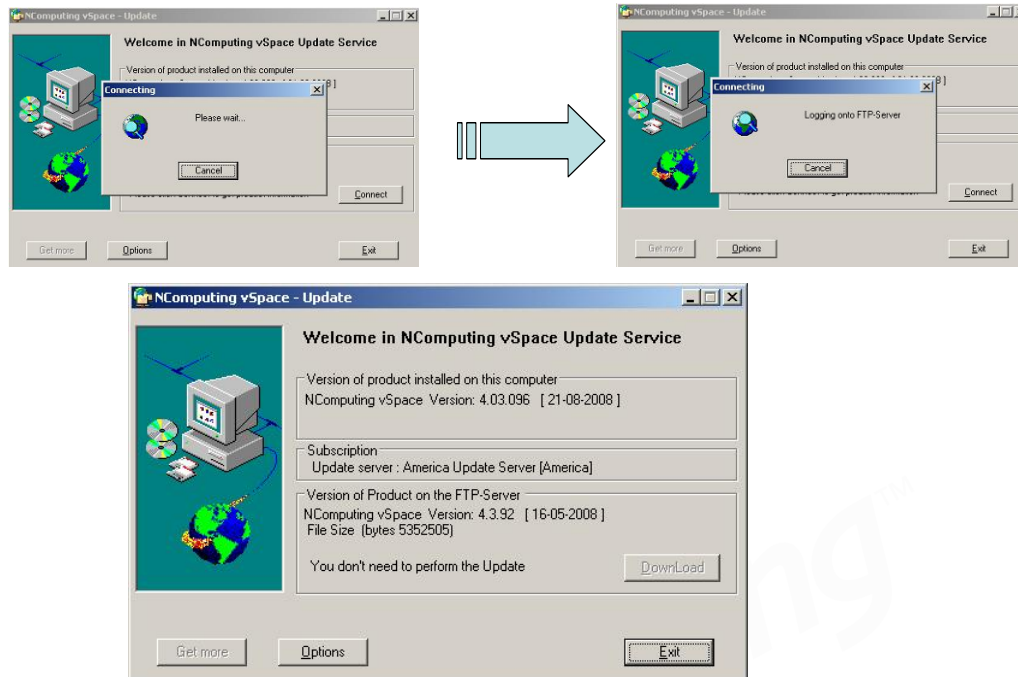 NComputing vSpace - Update
Welcome in NComputing vSpace Update Service
Version of product installed on this computer
Connecting
Please wait...
Cancel
Connect
Get more
Options
Exit
NComputing vSpace - Update
Welcome in NComputing vSpace Update Service
Version of product installed on this computer
Connecting
Logging onto FTP-Server
Cancel
Connect
Get more
Options
Exit
NComputing vSpace - Update
Welcome in NComputing vSpace Update Service
Version of product installed on this computer
NComputing vSpace Version: 4.03.096 [ 21-08-2008 ]
Subscription
Update server : America Update Server [America]
Version of Product on the FTP-Server
NComputing vSpace Version: 4.3.92 [ 16-05-2008 ]
File Size (bytes 5352505)
You don't need to perform the Update
DownLoad
Get more
Options
Exit